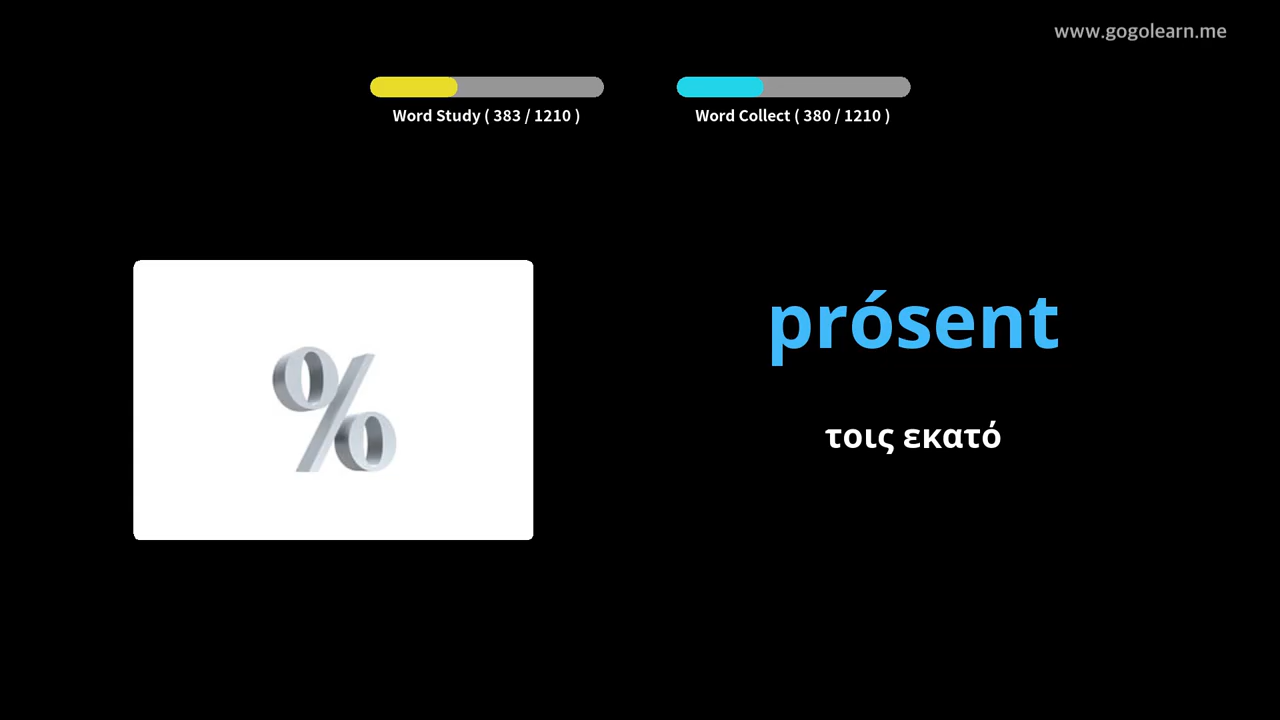 www.gogolearn.me
Word Study ( 383 / 1210 )
Word Collect ( 380 / 1210 )
%
prósent
τοις εκατό